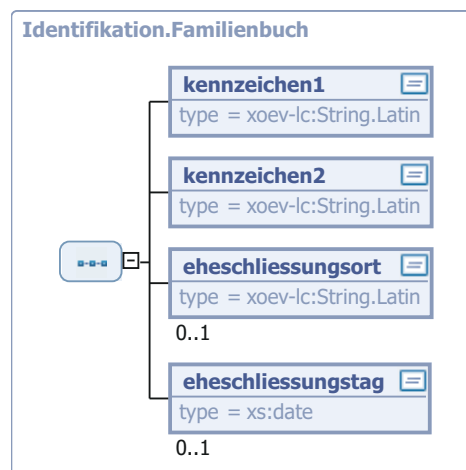 Identifikation.Familienbuch
kennzeichen1
type = xoev-lc:String.Latin
kennzeichen2
type = xoev-lc:String.Latin
eheschliessungsort
type = xoev-lc:String.Latin
0..1
eheschliessungstag
type = xs:date
0..1